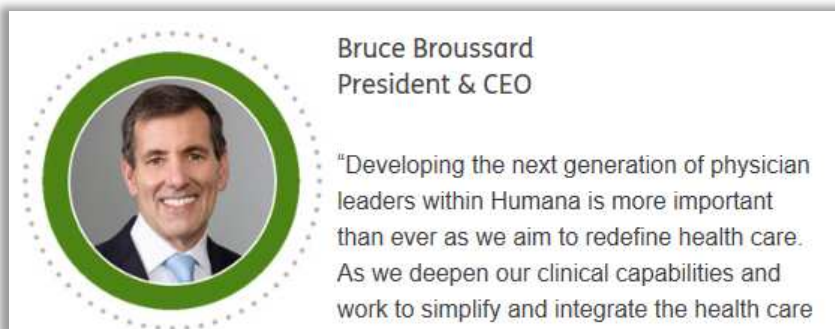 Bruce Broussard
President & CEO
“Developing the next generation of physician
leaders within Humana is more important
than ever as we aim to redefine health care.
As we deepen our clinical capabilities and
work to simplify and integrate the health care